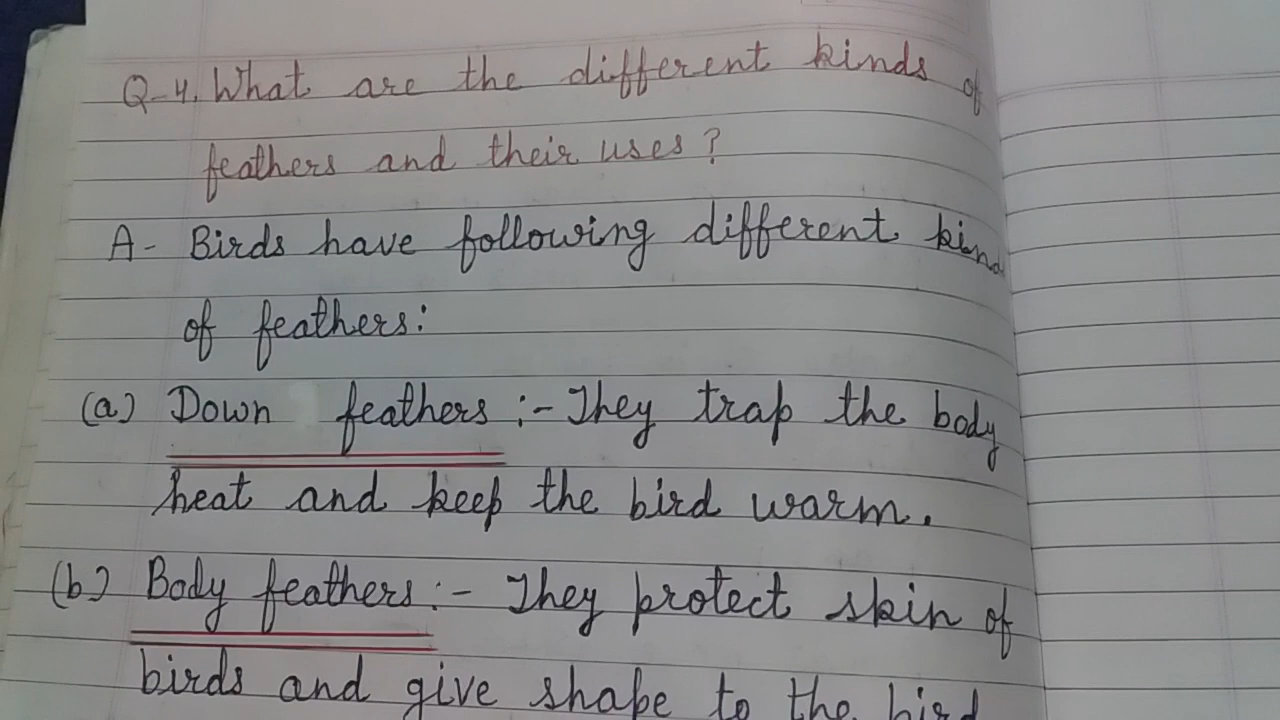 Q-4. What are the different kinds of
feathers and their uses?
A- Birds have following different kind
of feathers:
(a) Down feathers :- They trap the body
heat and keep the bird warm.
(b) Body feathers :- They protect skin of
birds and give shape to the bird